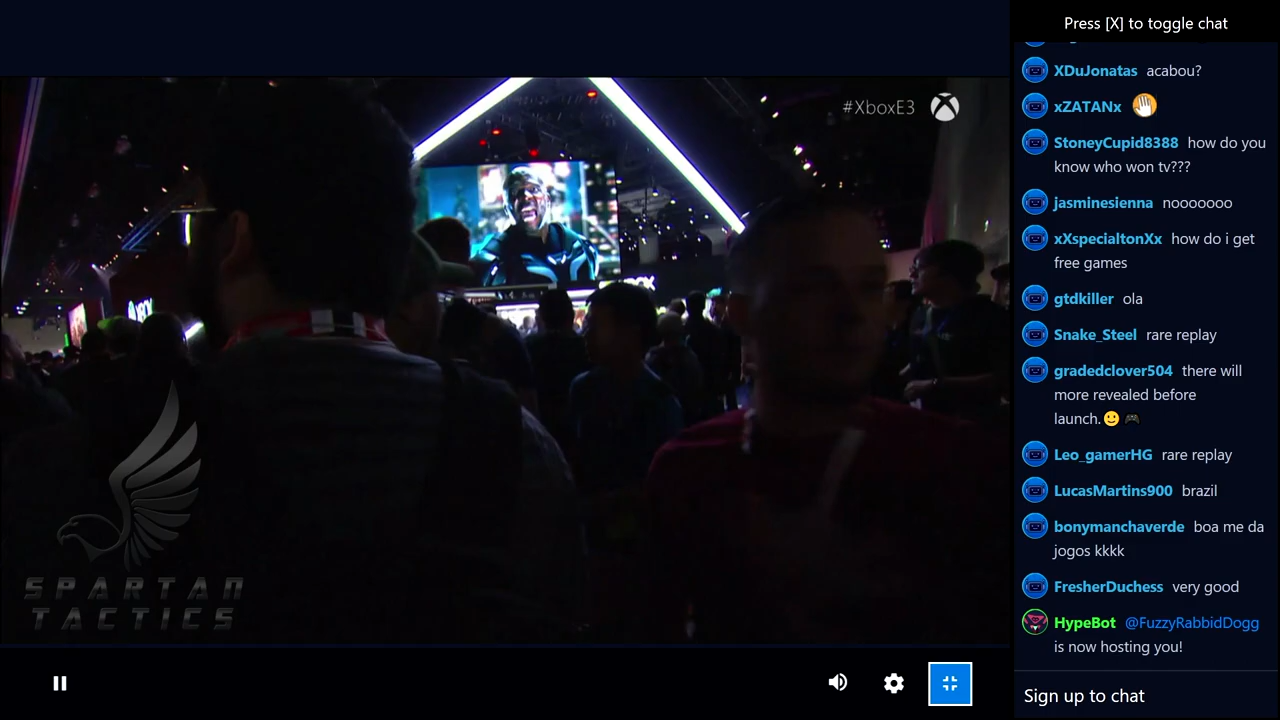 Press [X] to toggle chat
#XboxE3
XDuJonatas acabou?
xZATANx
StoneyCupid8388 how do you
know who won tv???
jasminesienna nooooooo
xXspecialtonXx how do i get
free games
gtdkiller ola
Snake_Steel rare replay
gradedclover504 there will
more revealed before
launch.
Leo_gamerHG rare replay
LucasMartins900 brazil
bonymanchaverde boa me da
jogos kkkk
FresherDuchess very good
HypeBot @FuzzyRabbidDogg
is now hosting you!
SPARTAN
TACTICS
Sign up to chat